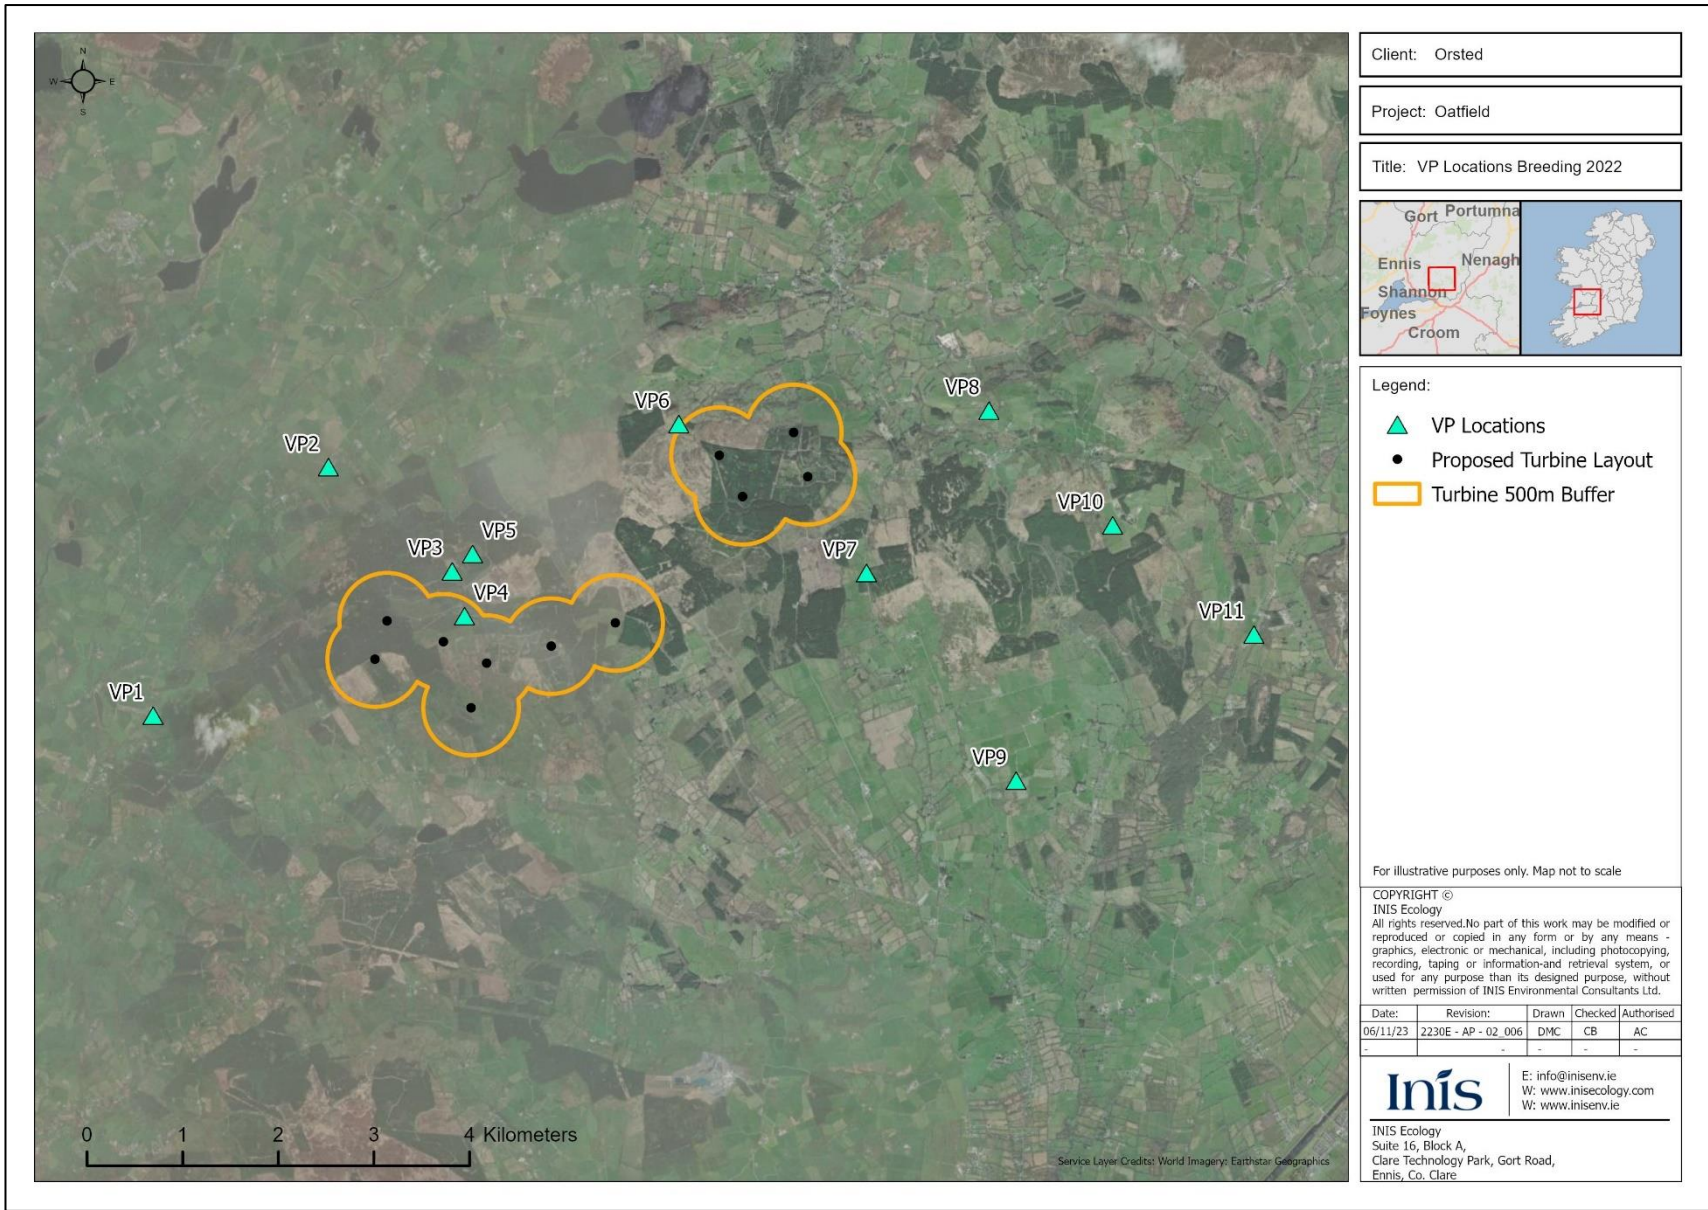 N
W E
S
VP8
VP6
VP2
VP10
VP5
VP3
VP7
VP4
VP11
VP1
VP9
0 1 2 3 4 Kilometers
Service Layer Credits: World Imagery: Earthstar Geographics
Client: Orsted
Project: Oatfield
Title: VP Locations Breeding 2022
Gort Portumna
Ennis Nenagh
Shannon
Foynes
Croom
Legend:
VP Locations
Proposed Turbine Layout
Turbine 500m Buffer
For illustrative purposes only. Map not to scale
COPYRIGHT ©
INIS Ecology
All rights reserved.No part of this work may be modified or
reproduced or copied in any form or by any means -
graphics, electronic or mechanical, including photocopying,
recording, taping or information-and retrieval system, or
used for any purpose than its designed purpose, without
written permission of INIS Environmental Consultants Ltd.
Date: Revision: Drawn Checked Authorised
06/11/23 2230E - AP - 02_006 DMC CB AC
- - - - -
Inis
E: info@inisenv.ie
W: www.inisecology.com
W: www.inisenv.ie
INIS Ecology
Suite 16, Block A,
Clare Technology Park, Gort Road,
Ennis, Co. Clare